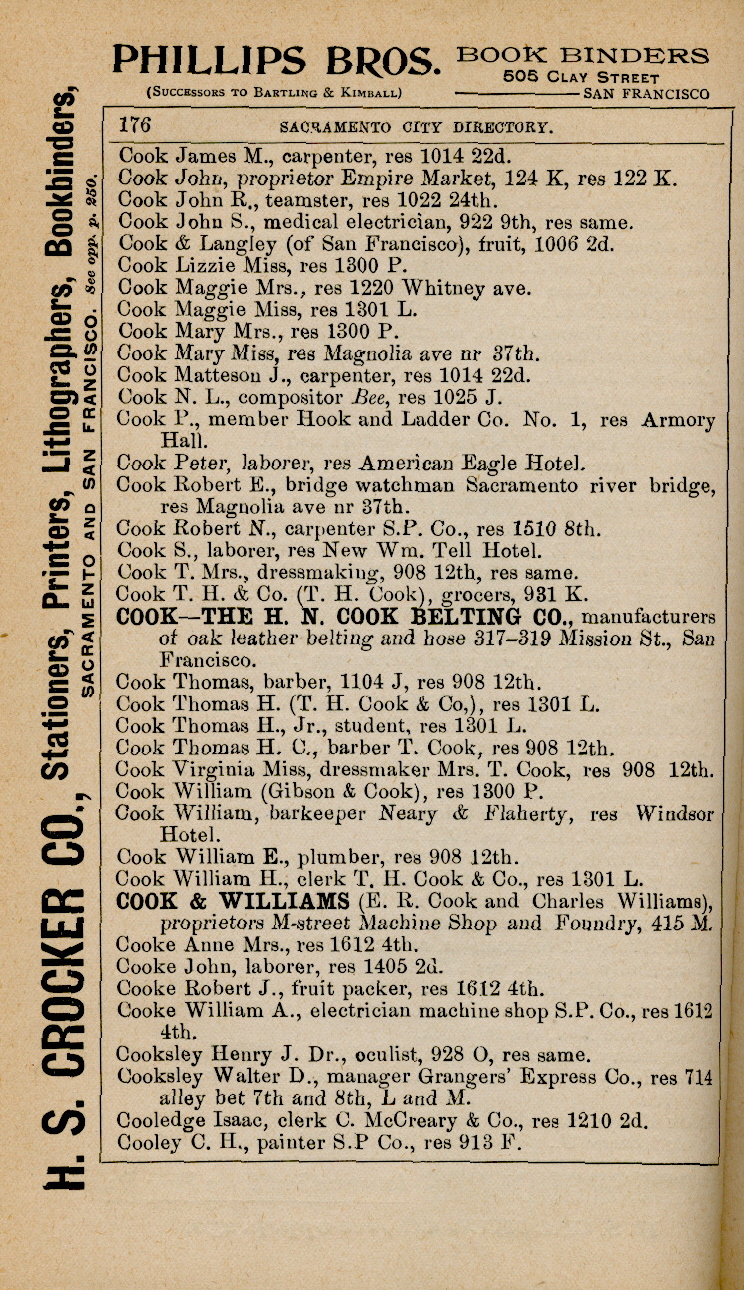 PHILLIPS BROS. BOOK BINDERS
505 CLAY STREET
(SUCCESSORS TO BARTLING & KIMBALL) SAN FRANCISCO
176 SACRAMENTO CITY DIRECTORY.
Cook James M., carpenter, res 1014 22d.
Cook John, proprietor Empire Market, 124 K, res 122 K.
Cook John R., teamster, res 1022 24th.
Cook John S., medical electrician, 922 9th, res same.
Cook & Langley (of San Francisco), fruit, 1006 2d.
Cook Lizzie Miss, res 1300 P.
Cook Maggie Mrs., res 1220 Whitney ave.
Cook Maggie Miss, res 1301 L.
Cook Mary Mrs., res 1300 P.
Cook Mary Miss, res Magnolia ave nr 37th.
Cook Matteson J., carpenter, res 1014 22d.
Cook N. L., compositor Bee, res 1025 J.
Cook P., member Hook and Ladder Co. No. 1, res Armory
Hall.
Cook Peter, laborer, res American Eagle Hotel.
Cook Robert E., bridge watchman Sacramento river bridge,
res Magnolia ave nr 37th.
Cook Robert N., carpenter S.P. Co., res 1510 8th.
Cook S., laborer, res New Wm. Tell Hotel.
Cook T. Mrs., dressmaking, 908 12th, res same.
Cook T. H. & Co. (T. H. Cook), grocers, 931 K.
COOK—THE H. N. COOK BELTING CO., manufacturers
of oak leather belting and hose 317–319 Mission St., San
Francisco.
Cook Thomas, barber, 1104 J, res 908 12th.
Cook Thomas H. (T. H. Cook & Co,), res 1301 L.
Cook Thomas H., Jr., student, res 1301 L.
Cook Thomas H. C., barber T. Cook, res 908 12th.
Cook Virginia Miss, dressmaker Mrs. T. Cook, res 908 12th.
Cook William (Gibson & Cook), res 1300 P.
Cook William, barkeeper Neary & Flaherty, res Windsor
Hotel.
Cook William E., plumber, res 908 12th.
Cook William H., clerk T. H. Cook & Co., res 1301 L.
COOK & WILLIAMS (E. R. Cook and Charles Williams),
proprietors M-street Machine Shop and Foundry, 415 M.
Cooke Anne Mrs., res 1612 4th.
Cooke John, laborer, res 1405 2d.
Cooke Robert J., fruit packer, res 1612 4th.
Cooke William A., electrician machine shop S.P. Co., res 1612
4th.
Cooksley Henry J. Dr., oculist, 928 O, res same.
Cooksley Walter D., manager Grangers' Express Co., res 714
alley bet 7th and 8th, L and M.
Cooledge Isaac, clerk C. McCreary & Co., res 1210 2d.
Cooley C. H., painter S.P Co., res 913 F.
H. S. CROCKER CO., Stationers, Printers, Lithographers, Bookbinders,
SACRAMENTO AND SAN FRANCISCO. See opp. p. 250.